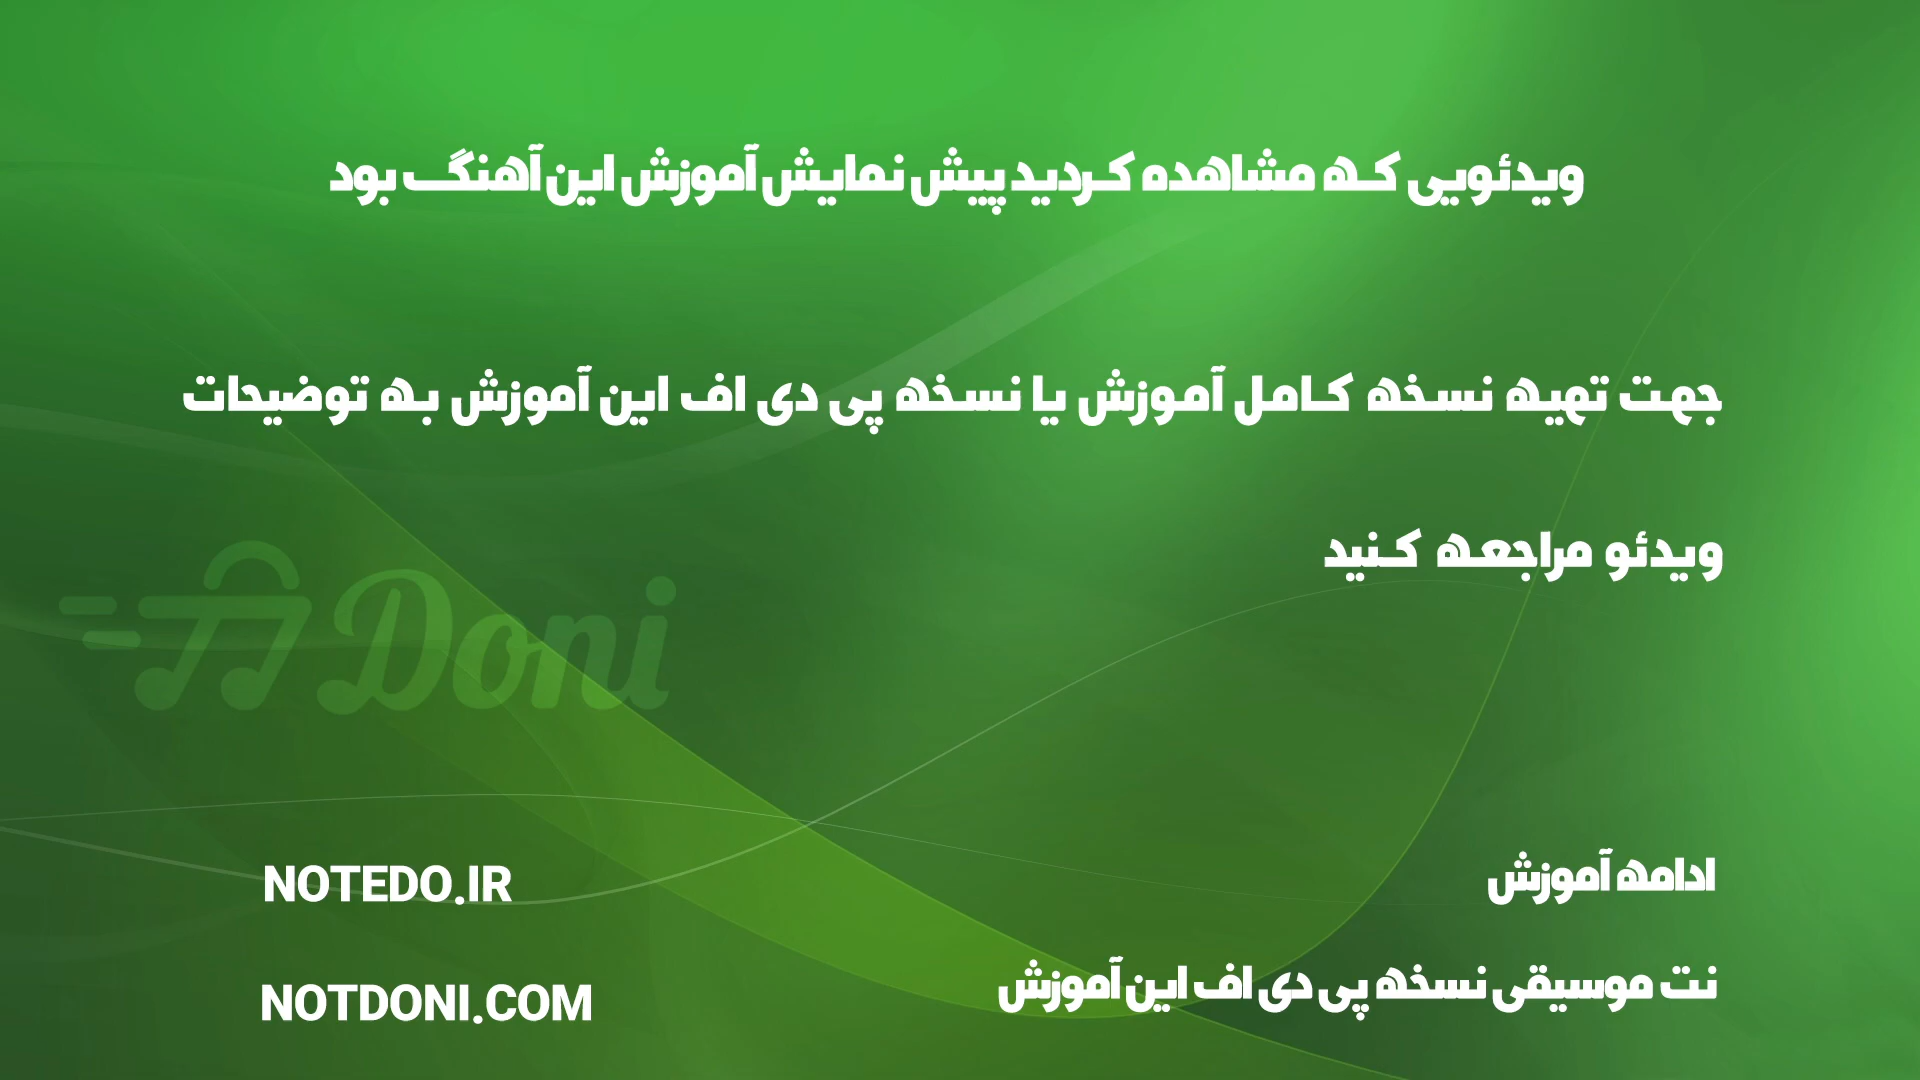 ویدئویی که مشاهده کردید پیش نمایش آموزش این آهنگ بود
جهت تهیه نسخه کامل آموزش یا نسخه پی دی اف این آموزش به توضیحات
ویدئو مراجعه کنید
Doni
ادامه آموزش
NOTEDO.IR
نت موسیقی نسخه پی دی اف این آموزش
NOTDONI.COM